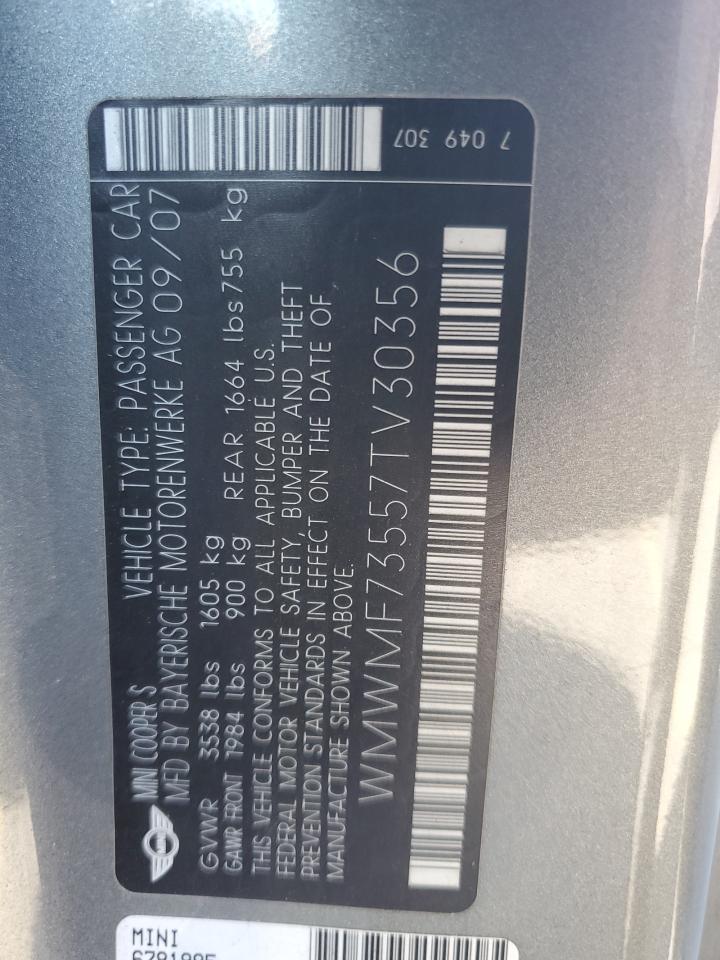 MINI COOPER S VEHICLE TYPE: PASSENGER CAR
MFD BY BAYERISCHE MOTORENWERKE AG 09/07
GVWR 3538 lbs 1605 kg
GAWR FRONT 1984 lbs 900 kg REAR 1664 lbs 755 kg
THIS VEHICLE CONFORMS TO ALL APPLICABLE U.S.
FEDERAL MOTOR VEHICLE SAFETY, BUMPER AND THEFT
PREVENTION STANDARDS IN EFFECT ON THE DATE OF
MANUFACTURE SHOWN ABOVE.
WMWMF73557TV30356
7 049 307
MINI